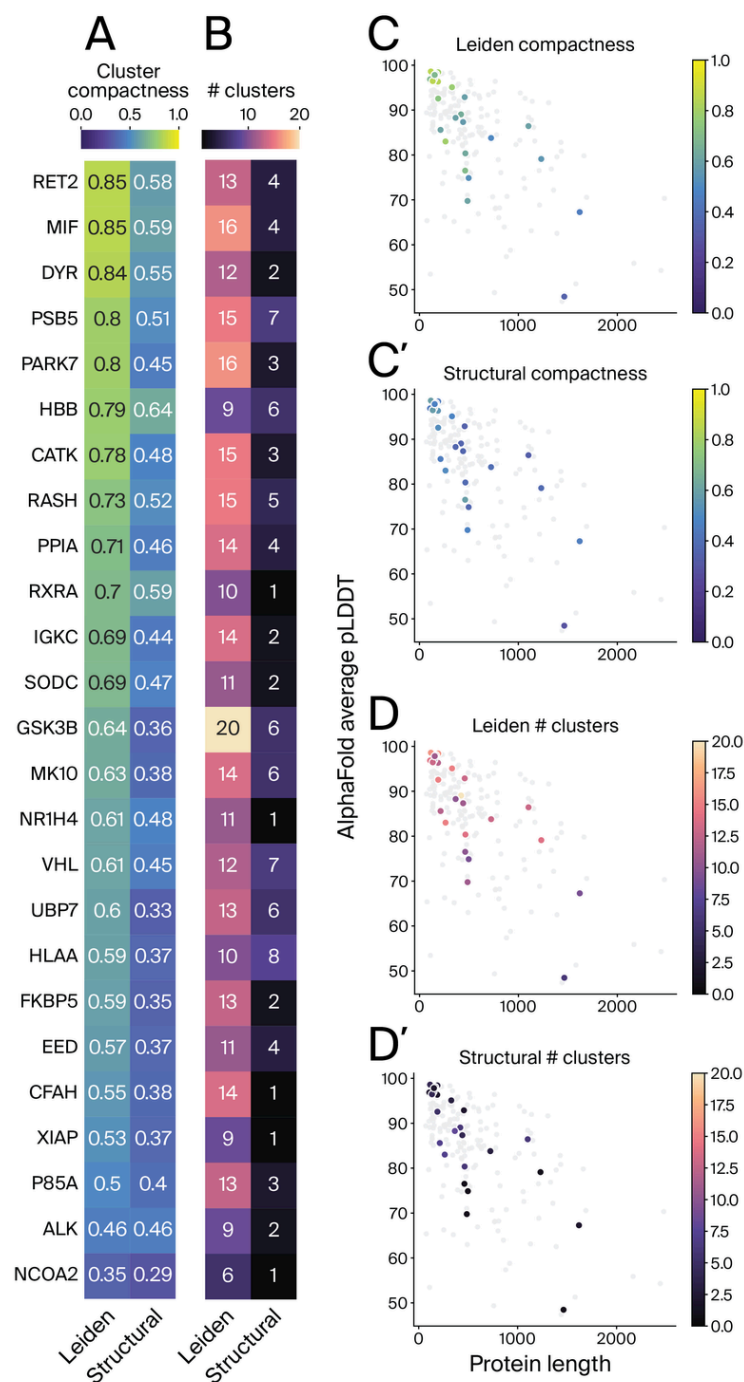 A
Cluster
compactness
0.0 0.5 1.0
B
# clusters
10 20
RET2 0.85 0.58 13 4
MIF 0.85 0.59 16 4
DYR 0.84 0.55 12 2
PSB5 0.8 0.51 15 7
PARK7 0.8 0.45 16 3
HBB 0.79 0.64 9 6
CATK 0.78 0.48 15 3
RASH 0.73 0.52 15 5
PPIA 0.71 0.46 14 4
RXRA 0.7 0.59 10 1
IGKC 0.69 0.44 14 2
SODC 0.69 0.47 11 2
GSK3B 0.64 0.36 20 6
MK10 0.63 0.38 14 6
NR1H4 0.61 0.48 11 1
VHL 0.61 0.45 12 7
UBP7 0.6 0.33 13 6
HLAA 0.59 0.37 10 8
FKBP5 0.59 0.35 13 2
EED 0.57 0.37 11 4
CFAH 0.55 0.38 14 1
XIAP 0.53 0.37 9 1
P85A 0.5 0.4 13 3
ALK 0.46 0.46 9 2
NCOA2 0.35 0.29 6 1
Leiden Structural Leiden Structural
AlphaFold average pLDDT
C
Leiden compactness
100
90
80
70
60
50
0 1000 2000
1.0
0.8
0.6
0.4
0.2
0.0
C'
Structural compactness
100
90
80
70
60
50
0 1000 2000
1.0
0.8
0.6
0.4
0.2
0.0
D
Leiden # clusters
100
90
80
70
60
50
0 1000 2000
20.0
17.5
15.0
12.5
10.0
7.5
5.0
2.5
0.0
D'
Structural # clusters
100
90
80
70
60
50
0 1000 2000
20.0
17.5
15.0
12.5
10.0
7.5
5.0
2.5
0.0
Protein length